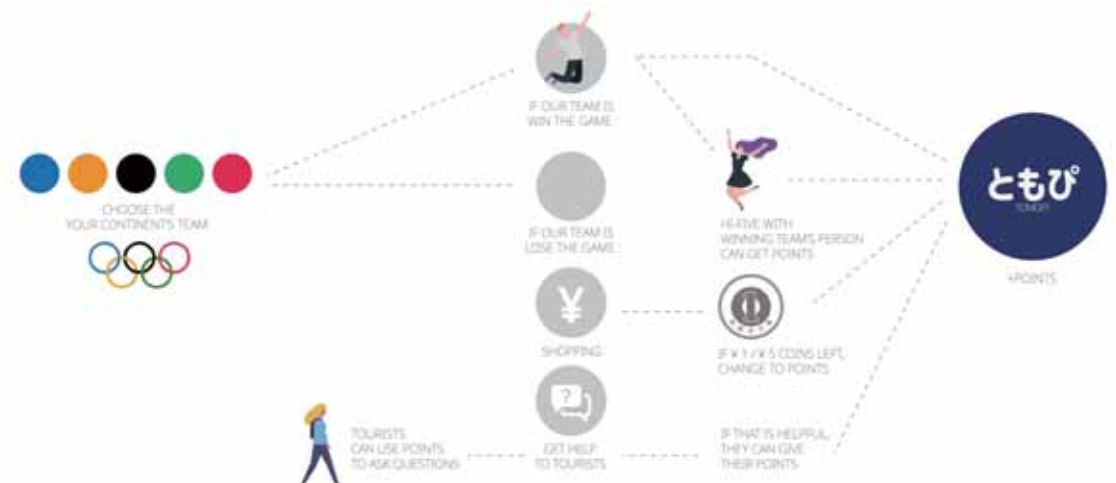 IF OUR TEAM IS
WIN THE GAME :
CHOOSE THE
YOUR CONTINENT'S TEAM
IF OUR TEAM IS
LOSE THE GAME :
HI-FIVE WITH
WINNING TEAM'S PERSON
CAN GET POINTS
ともぴ
TOMOPI
+POINTS
¥
SHOPPING
IF ¥ 1 / ¥ 5 COINS LEFT,
CHANGE TO POINTS
?
TOURISTS
CAN USE POINTS
TO ASK QUESTIONS
GET HELP
TO TOURISTS
IF THAT IS HELPFUL,
THEY CAN GIVE
THEIR POINTS